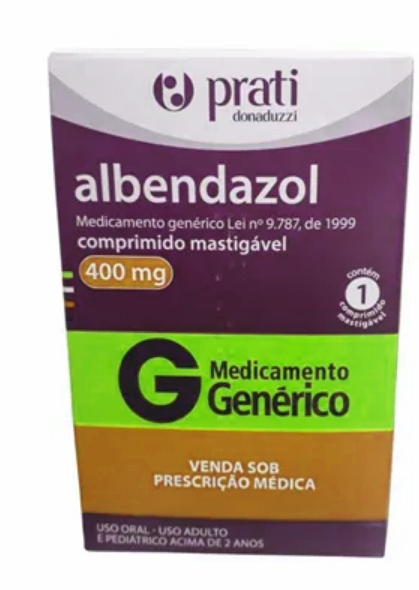 prati
donaduzzi
albendazol
Medicamento genérico Lei nº 9.787, de 1999
comprimido mastigável
400 mg
contém
1
comprimido
mastigável
G Medicamento
Genérico
VENDA SOB
PRESCRIÇÃO MÉDICA
USO ORAL - USO ADULTO
E PEDIÁTRICO ACIMA DE 2 ANOS